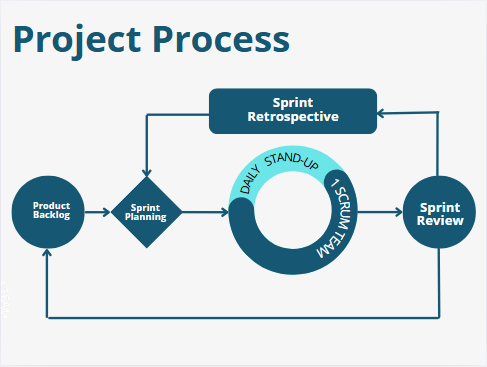 Project Process
Sprint
Retrospective
DAILY STAND-UP
1 SCRUM TEAM
Product
Backlog
Sprint
Planning
Sprint
Review